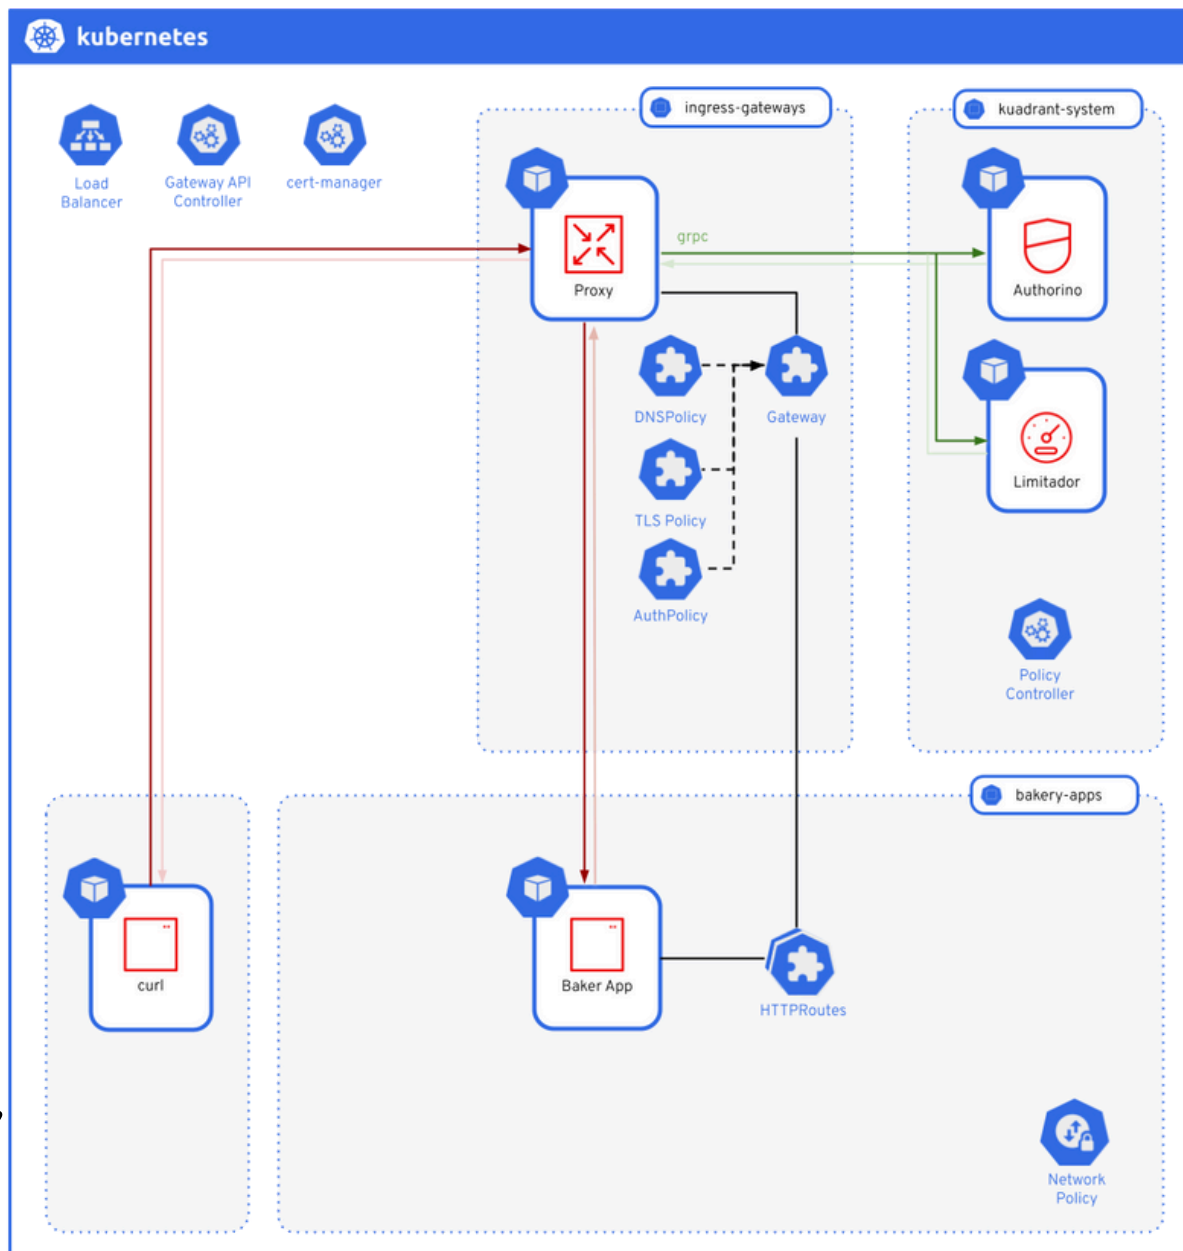 kubernetes
Load
Balancer
Gateway API
Controller
cert-manager
ingress-gateways
kuadrant-system
Proxy
grpc
Authorino
DNSPolicy
Gateway
Limitador
TLS Policy
AuthPolicy
Policy
Controller
bakery-apps
curl
Baker App
HTTPRoutes
Network
Policy